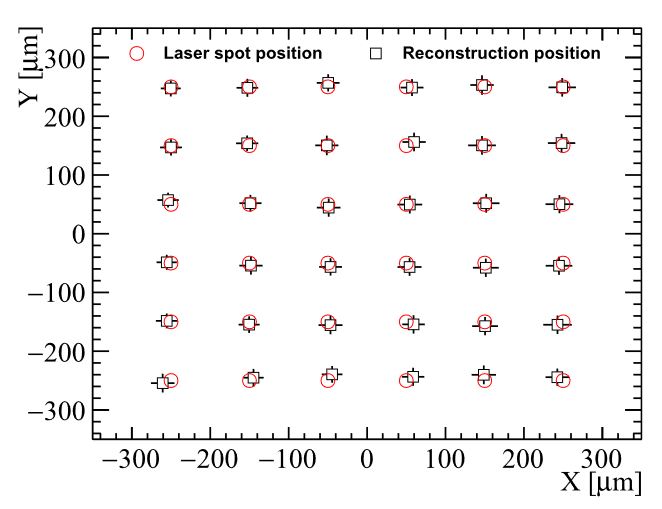 Y [μm]
Laser spot position
Reconstruction position
300
200
100
0
−100
−200
−300
−300 −200 −100 0 100 200 300
X [μm]